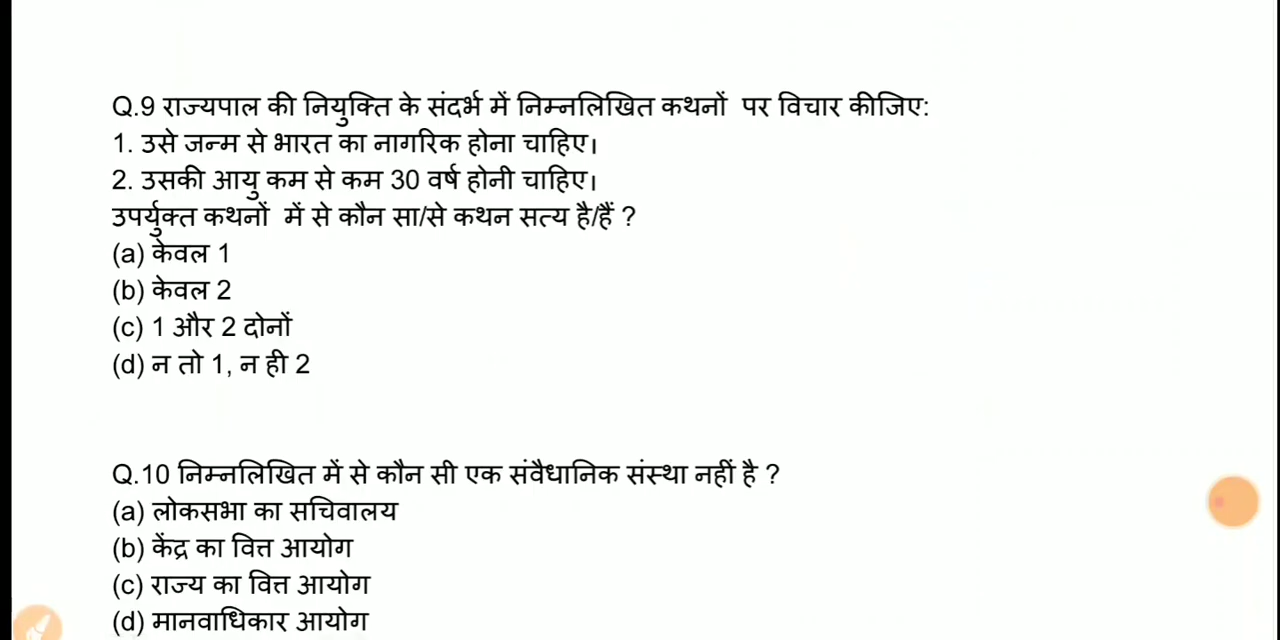 Q.9 राज्यपाल की नियुक्ति के संदर्भ में निम्नलिखित कथनों पर विचार कीजिए:
1. उसे जन्म से भारत का नागरिक होना चाहिए।
2. उसकी आयु कम से कम 30 वर्ष होनी चाहिए।
उपर्युक्त कथनों में से कौन सा/से कथन सत्य है/हैं ?
(a) केवल 1
(b) केवल 2
(c) 1 और 2 दोनों
(d) न तो 1, न ही 2
Q.10 निम्नलिखित में से कौन सी एक संवैधानिक संस्था नहीं है ?
(a) लोकसभा का सचिवालय
(b) केंद्र का वित्त आयोग
(c) राज्य का वित्त आयोग
(d) मानवाधिकार आयोग